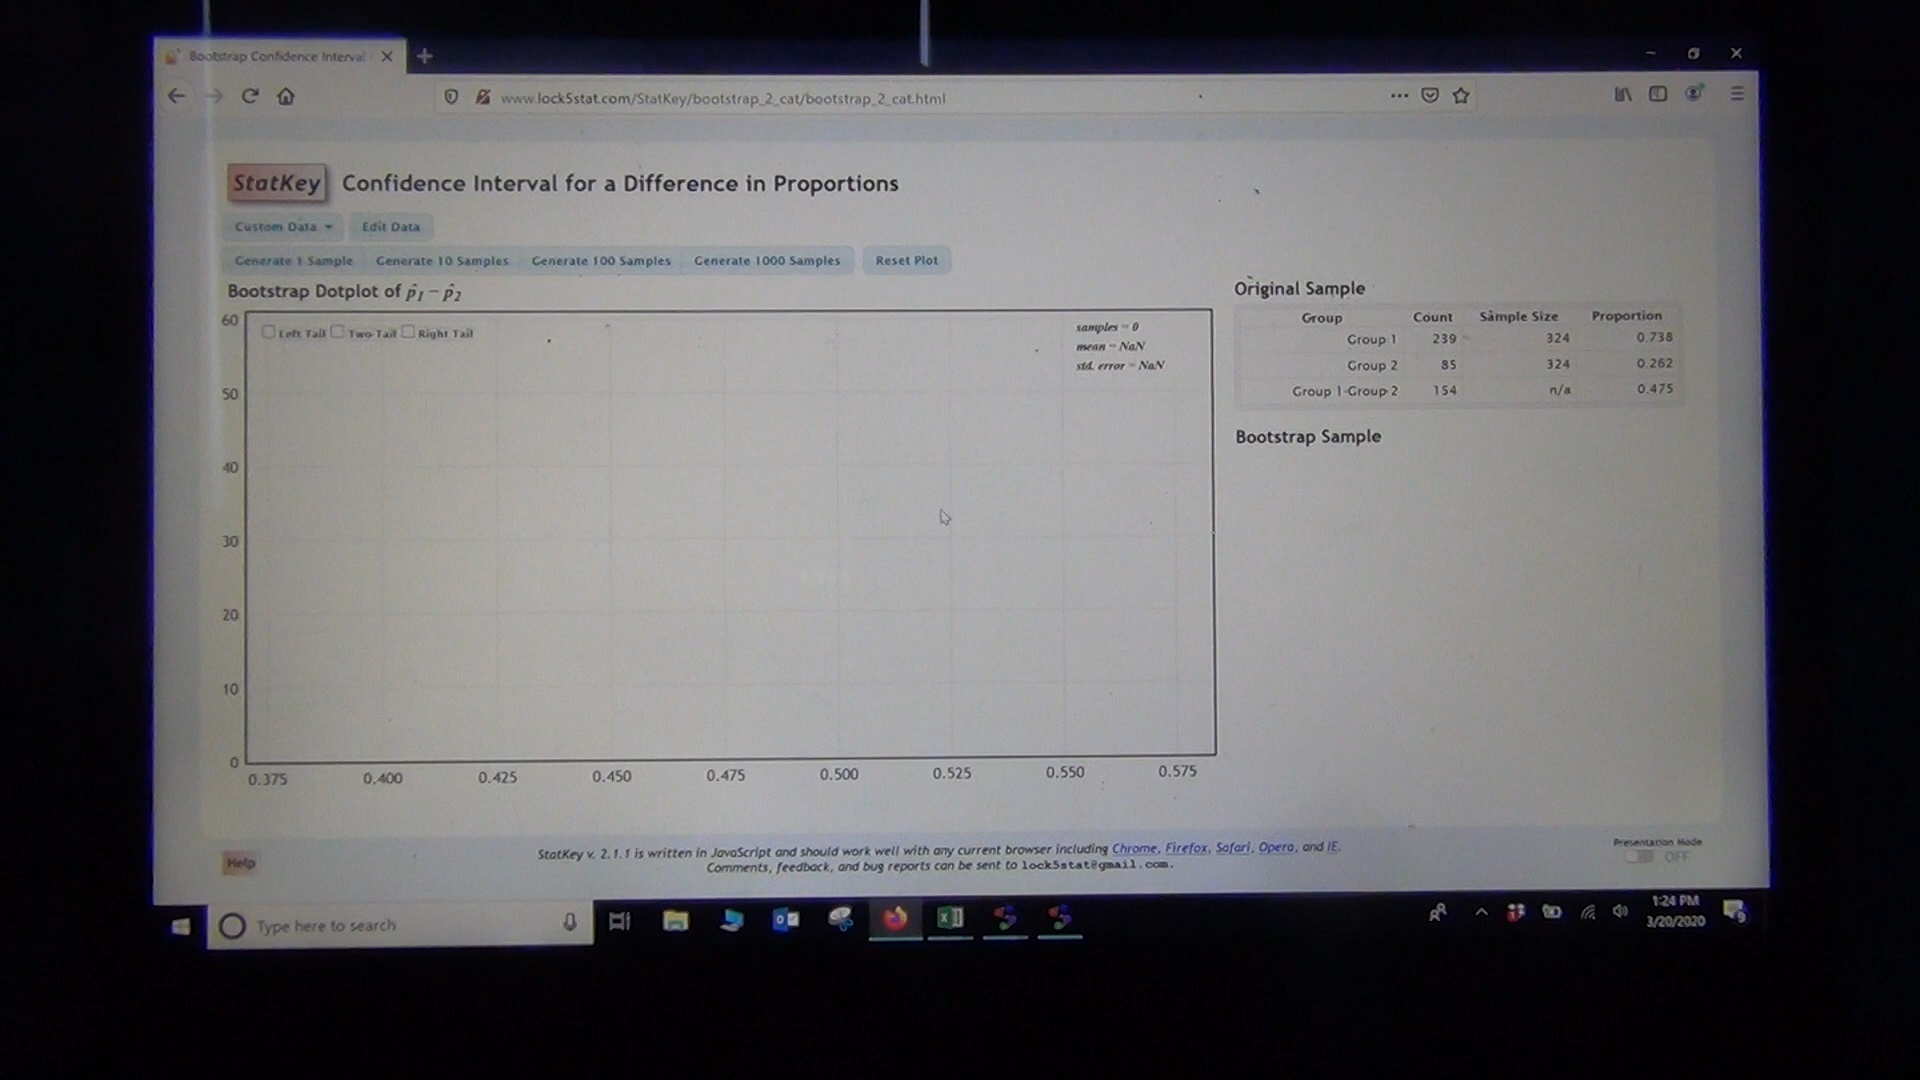 Bootstrap Confidence Interval
www.lock5stat.com/StatKey/bootstrap_2_cat/bootstrap_2_cat.html
StatKey Confidence Interval for a Difference in Proportions
Custom Data Edit Data
Generate 1 Sample Generate 10 Samples Generate 100 Samples Generate 1000 Samples Reset Plot
Bootstrap Dotplot of p̂1 − p̂2
Left Tail Two-Tail Right Tail
samples = 0
mean = NaN
std. error = NaN
60
50
40
30
20
10
0
0.375 0.400 0.425 0.450 0.475 0.500 0.525 0.550 0.575
Original Sample
Group Count Sample Size Proportion
Group 1 239 324 0.738
Group 2 85 324 0.262
Group 1-Group 2 154 n/a 0.475
Bootstrap Sample
Help
StatKey v. 2.1.1 is written in JavaScript and should work well with any current browser including Chrome, Firefox, Safari, Opera, and IE.
Comments, feedback, and bug reports can be sent to lock5stat@gmail.com.
Presentation Mode
OFF
Type here to search
1:24 PM
3/20/2020